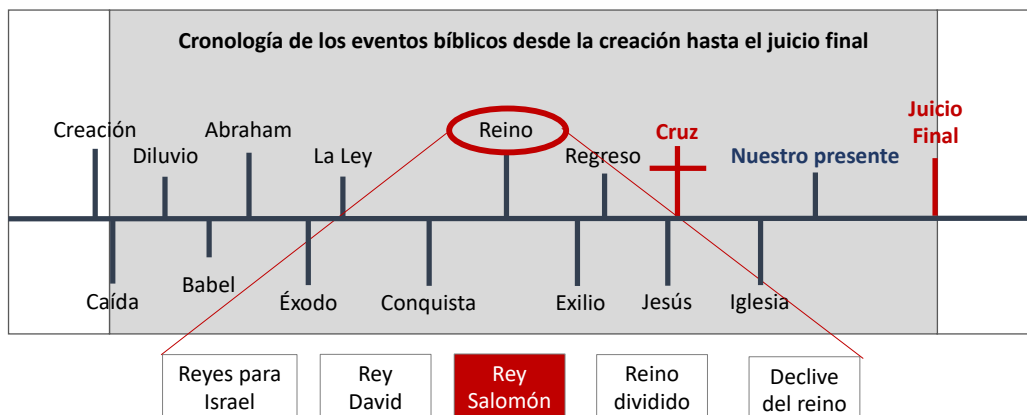 Cronología de los eventos bíblicos desde la creación hasta el juicio final
Creación
Diluvio
Abraham
La Ley
Reino
Regreso
Cruz
Nuestro presente
Juicio
Final
Caída
Babel
Éxodo
Conquista
Exilio
Jesús
Iglesia
Reyes para
Israel
Rey
David
Rey
Salomón
Reino
dividido
Declive
del reino